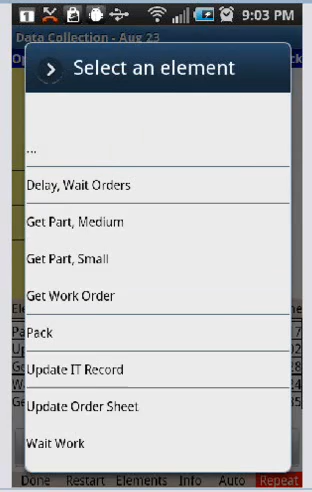 1
9:03 PM
Data Collection - Aug 23
Select an element
...
Delay, Wait Orders
Get Part, Medium
Get Part, Small
Get Work Order
Pack
Update IT Record
Update Order Sheet
Wait Work
Done Restart Elements Info Auto Repeat